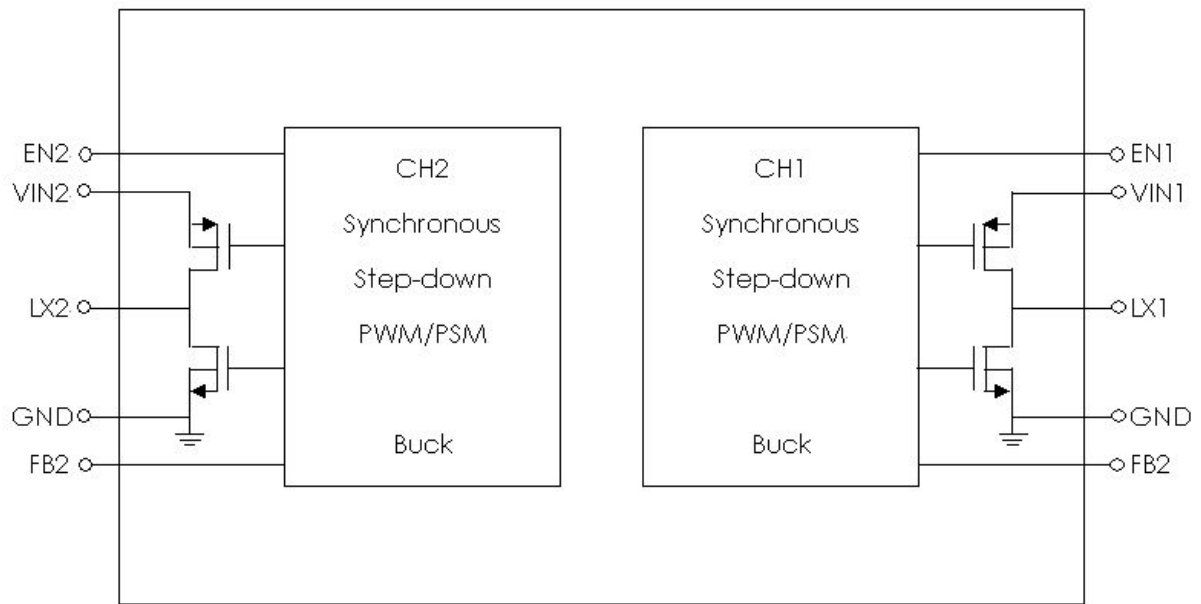 EN2
VIN2
LX2
GND
FB2
CH2
Synchronous
Step-down
PWM/PSM
Buck
CH1
Synchronous
Step-down
PWM/PSM
Buck
EN1
VIN1
LX1
GND
FB2